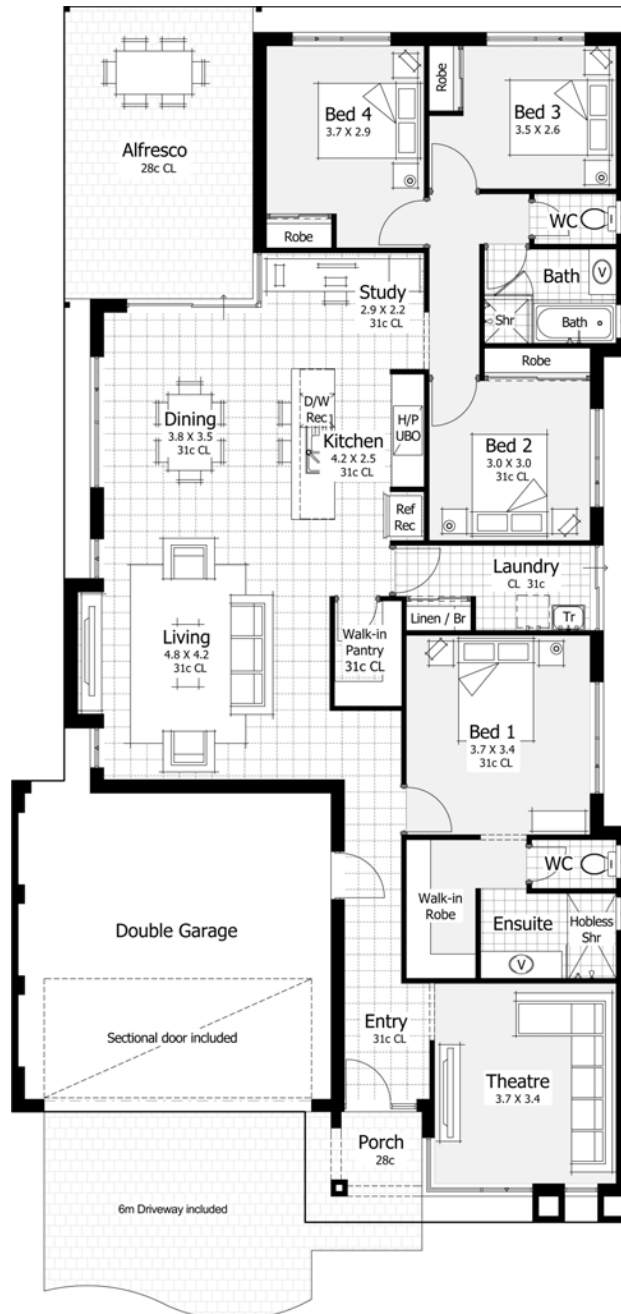 Alfresco
28c CL
Bed 4
3.7 X 2.9
Robe
Robe
Bed 3
3.5 X 2.6
WC
Bath
V
Shr
Bath
Study
2.9 X 2.2
31c CL
Robe
Dining
3.8 X 3.5
31c CL
D/W
Rec
Kitchen
4.2 X 2.5
31c CL
H/P
UBO
Bed 2
3.0 X 3.0
31c CL
Ref
Rec
Laundry
CL 31c
Linen / Br
Tr
Living
4.8 X 4.2
31c CL
Walk-in
Pantry
31c CL
Bed 1
3.7 X 3.4
31c CL
WC
Walk-in
Robe
Ensuite
Hobless
Shr
V
Double Garage
Sectional door included
Entry
31c CL
Theatre
3.7 X 3.4
Porch
28c
6m Driveway included